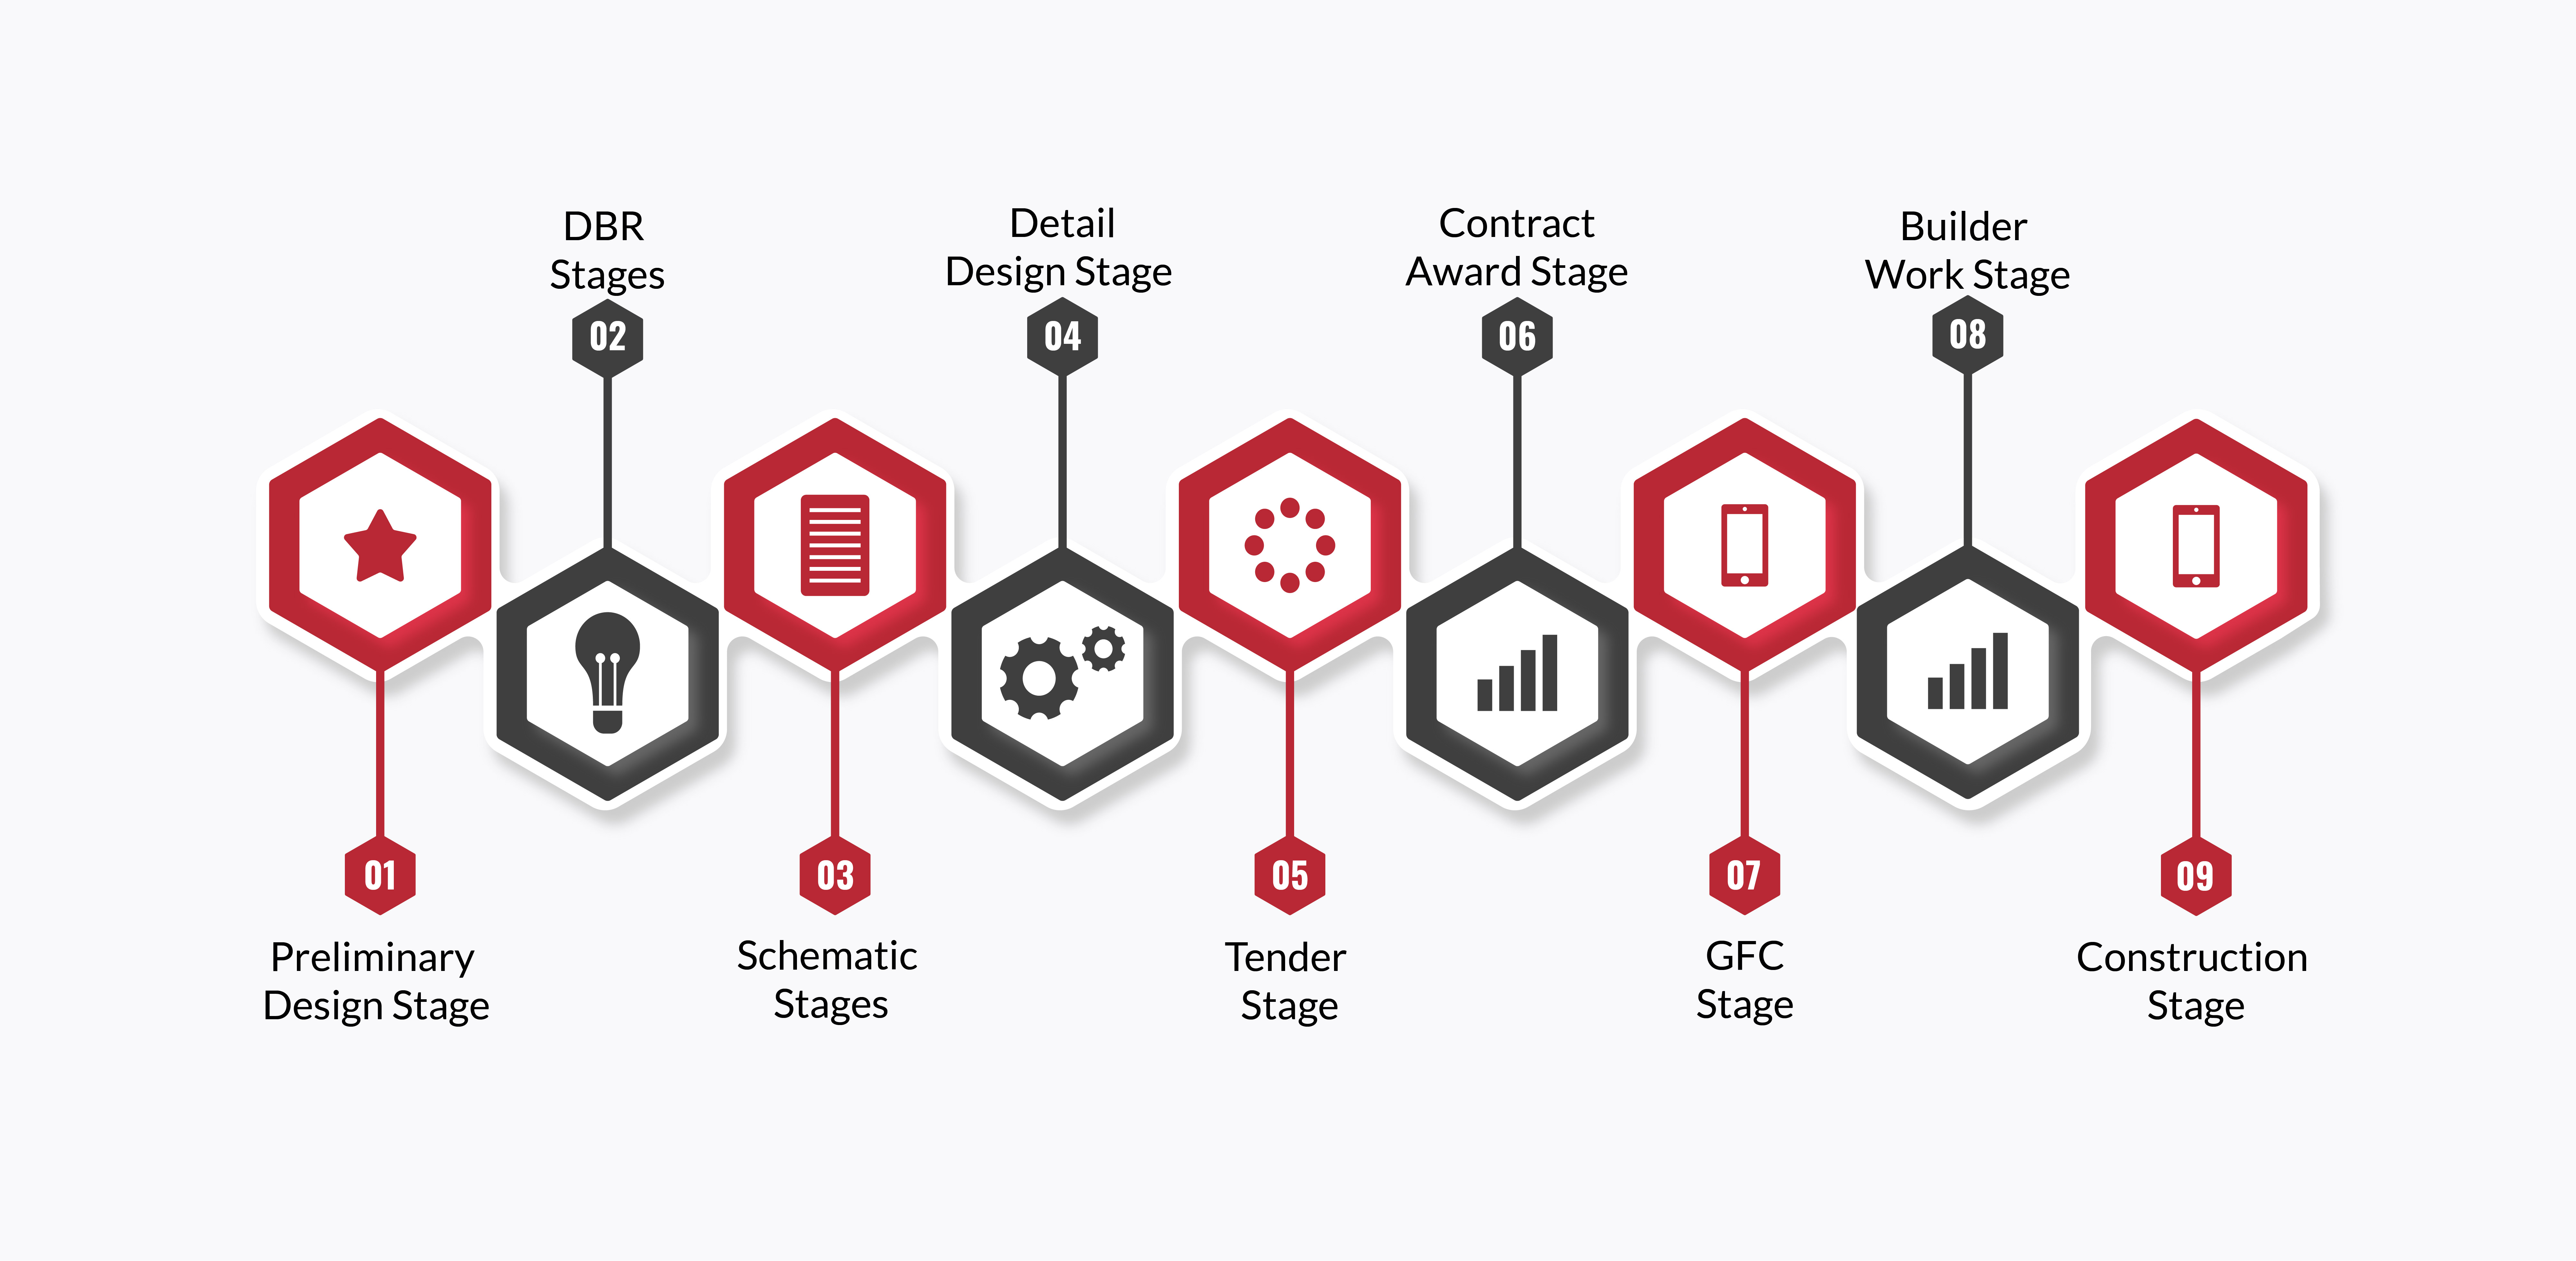 DBR
Stages
02
Detail
Design Stage
04
Contract
Award Stage
06
Builder
Work Stage
08
01
Preliminary
Design Stage
03
Schematic
Stages
05
Tender
Stage
07
GFC
Stage
09
Construction
Stage